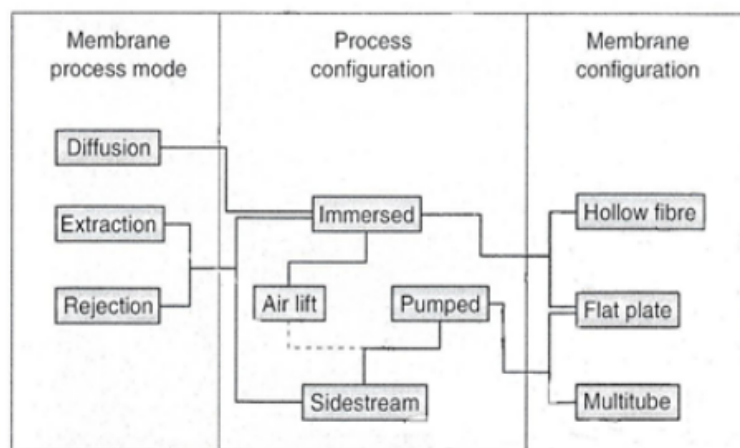 Membrane
process mode
Process
configuration
Membrane
configuration
Diffusion
Extraction
Rejection
Immersed
Air lift
Pumped
Sidestream
Hollow fibre
Flat plate
Multitube